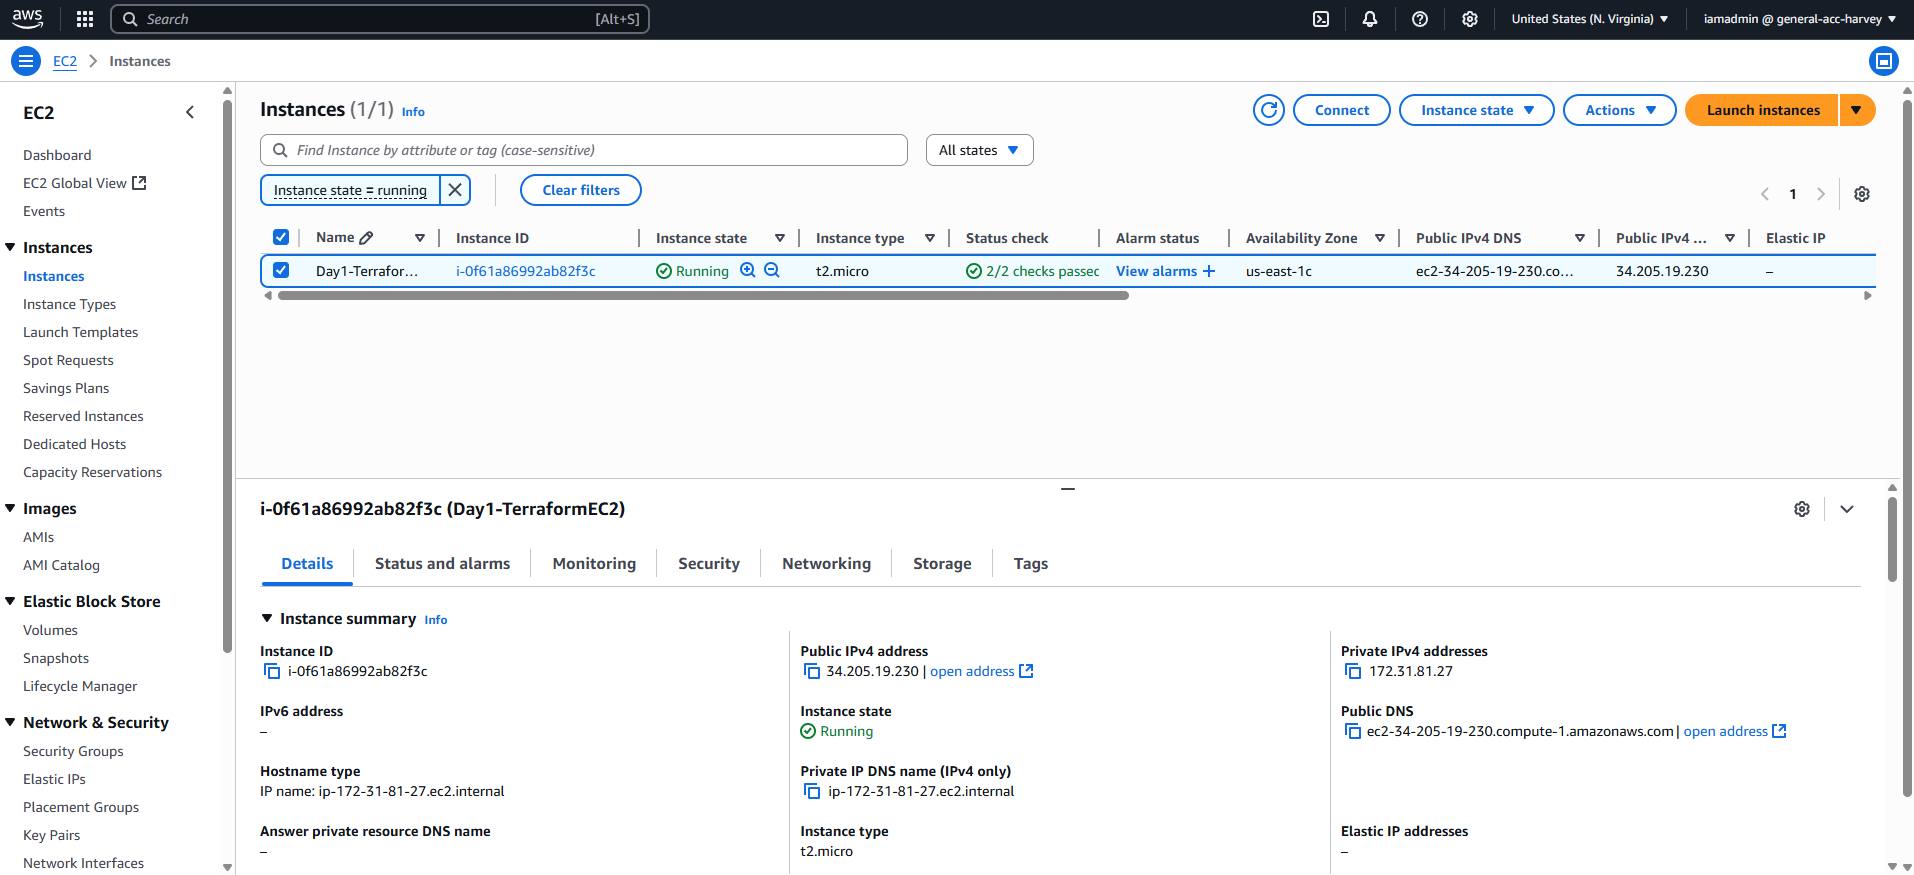 aws Search [Alt+S] United States (N. Virginia) iamadmin @ general-acc-harvey
EC2 Instances
EC2
Dashboard
EC2 Global View
Events
Instances
Instances
Instance Types
Launch Templates
Spot Requests
Savings Plans
Reserved Instances
Dedicated Hosts
Capacity Reservations
Images
AMIs
AMI Catalog
Elastic Block Store
Volumes
Snapshots
Lifecycle Manager
Network & Security
Security Groups
Elastic IPs
Placement Groups
Key Pairs
Network Interfaces
Instances (1/1) Info Connect Instance state Actions Launch instances
Find Instance by attribute or tag (case-sensitive) All states
Instance state = running Clear filters 1
Name Instance ID Instance state Instance type Status check Alarm status Availability Zone Public IPv4 DNS Public IPv4 ... Elastic IP
Day1-Terrafor... i-0f61a86992ab82f3c Running t2.micro 2/2 checks passec View alarms + us-east-1c ec2-34-205-19-230.co... 34.205.19.230 –
i-0f61a86992ab82f3c (Day1-TerraformEC2)
Details Status and alarms Monitoring Security Networking Storage Tags
Instance summary Info
Instance ID
i-0f61a86992ab82f3c
Public IPv4 address
34.205.19.230 | open address
Private IPv4 addresses
172.31.81.27
IPv6 address
–
Instance state
Running
Public DNS
ec2-34-205-19-230.compute-1.amazonaws.com | open address
Hostname type
IP name: ip-172-31-81-27.ec2.internal
Private IP DNS name (IPv4 only)
ip-172-31-81-27.ec2.internal
Answer private resource DNS name
–
Instance type
t2.micro
Elastic IP addresses
–